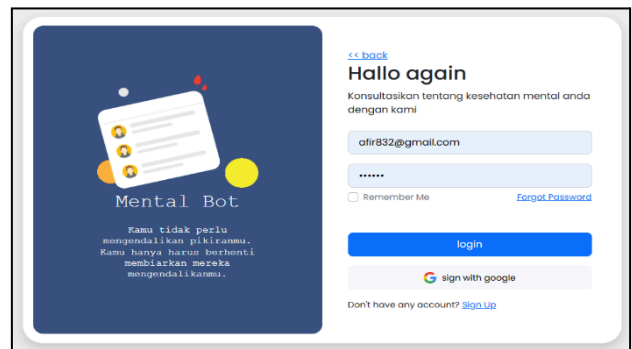 Mental Bot
Kamu tidak perlu
mengendalikan pikiranmu.
Kamu hanya harus berhenti
membiarkan mereka
mengendalikanmu.
<< back
Hallo again
Konsultasikan tentang kesehatan mental anda
dengan kami
afir832@gmail.com
••••••
Remember Me
Forgot Password
login
sign with google
Don't have any account? Sign Up